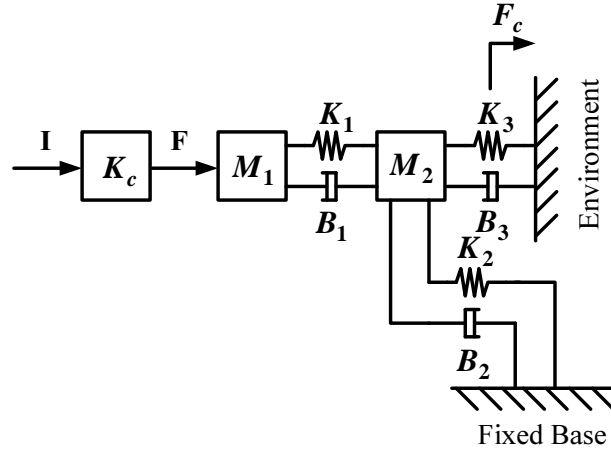 F_c
I
K_c
F
M_1
K_1
B_1
M_2
K_3
B_3
Environment
K_2
B_2
Fixed Base